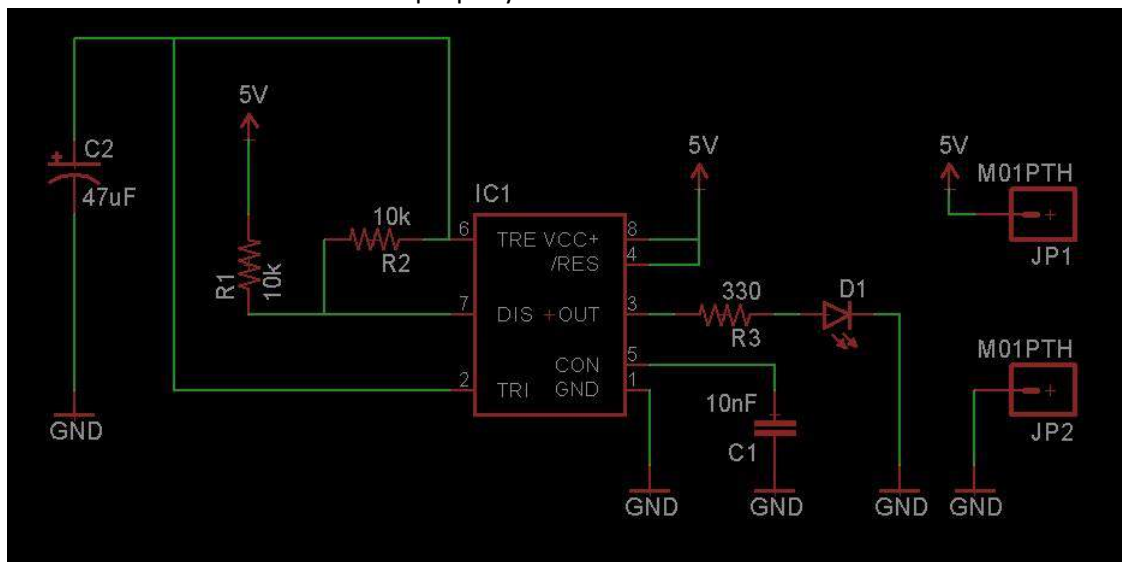 5V
C2
47uF
GND
R1
10k
10k
R2
IC1
6
7
2
TRE VCC+
/RES
DIS +OUT
CON
TRI GND
8
4
3
5
1
5V
330
R3
D1
10nF
C1
GND
GND
GND
5V
M01PTH
JP1
M01PTH
JP2
GND